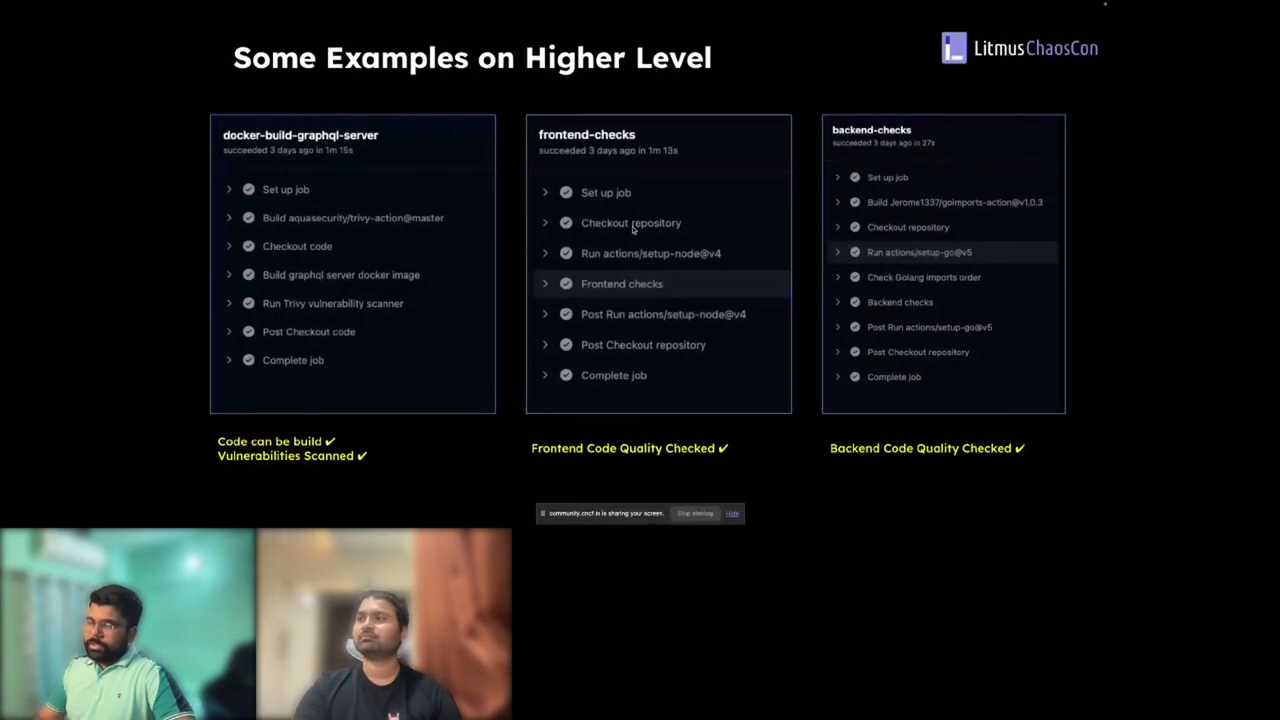 Some Examples on Higher Level
LitmusChaosCon
docker-build-graphql-server
succeeded 3 days ago in 1m 15s
Set up job
Build aquasecurity/trivy-action@master
Checkout code
Build graphql server docker image
Run Trivy vulnerability scanner
Post Checkout code
Complete job
Code can be build ✓
Vulnerabilities Scanned ✓
frontend-checks
succeeded 3 days ago in 1m 13s
Set up job
Checkout repository
Run actions/setup-node@v4
Frontend checks
Post Run actions/setup-node@v4
Post Checkout repository
Complete job
Frontend Code Quality Checked ✓
backend-checks
succeeded 3 days ago in 27s
Set up job
Build Jerome1337/goimports-action@v1.0.3
Checkout repository
Run actions/setup-go@v5
Check Golang imports order
Backend checks
Post Run actions/setup-go@v5
Post Checkout repository
Complete job
Backend Code Quality Checked ✓
community.cncf.io is sharing your screen. Stop sharing Hide